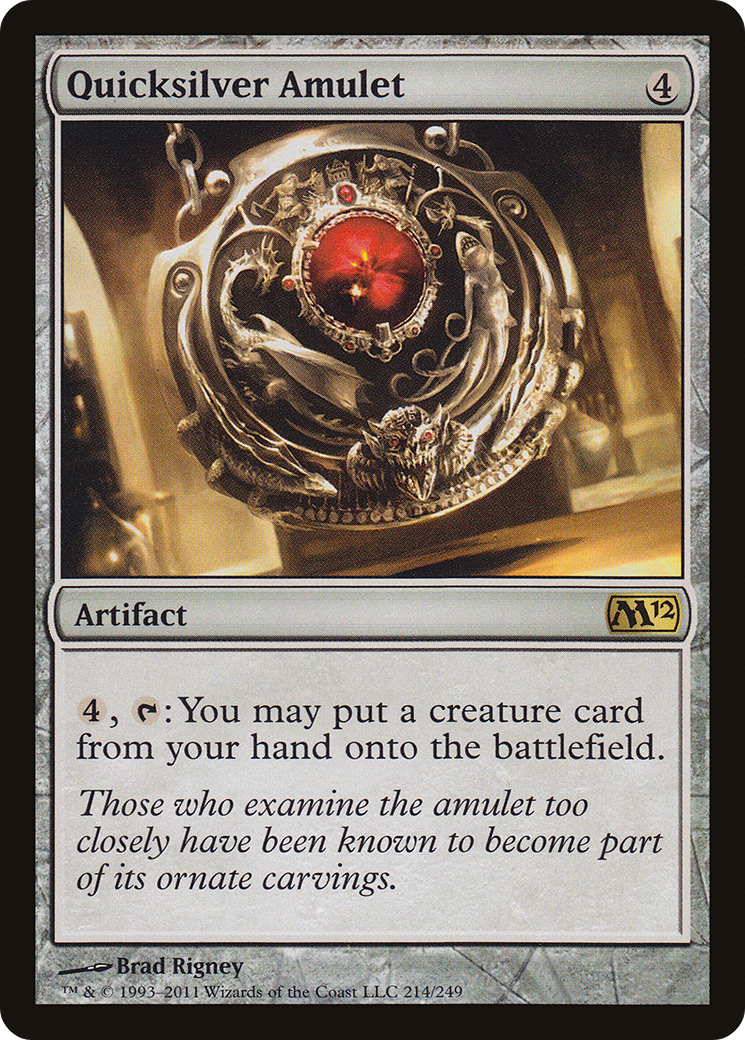 Quicksilver Amulet 4
Artifact M12
4, : You may put a creature card
from your hand onto the battlefield.
Those who examine the amulet too
closely have been known to become part
of its ornate carvings.
Brad Rigney
™ & © 1993–2011 Wizards of the Coast LLC 214/249